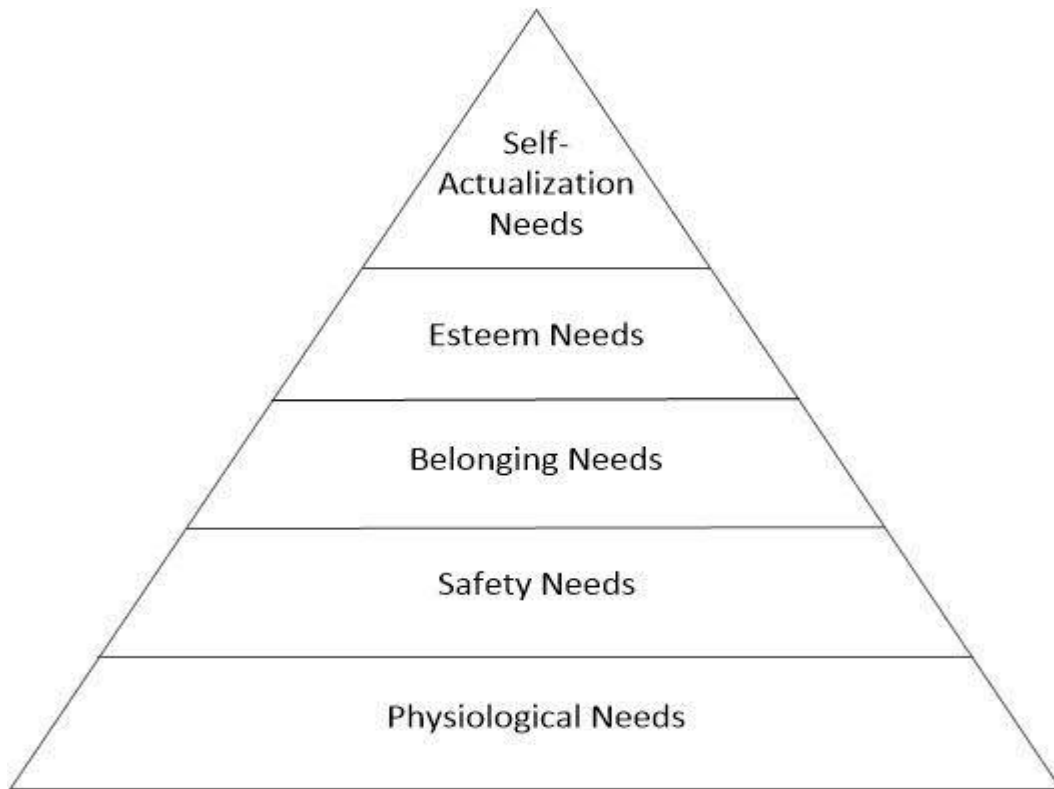 Self-
Actualization
Needs
Esteem Needs
Belonging Needs
Safety Needs
Physiological Needs